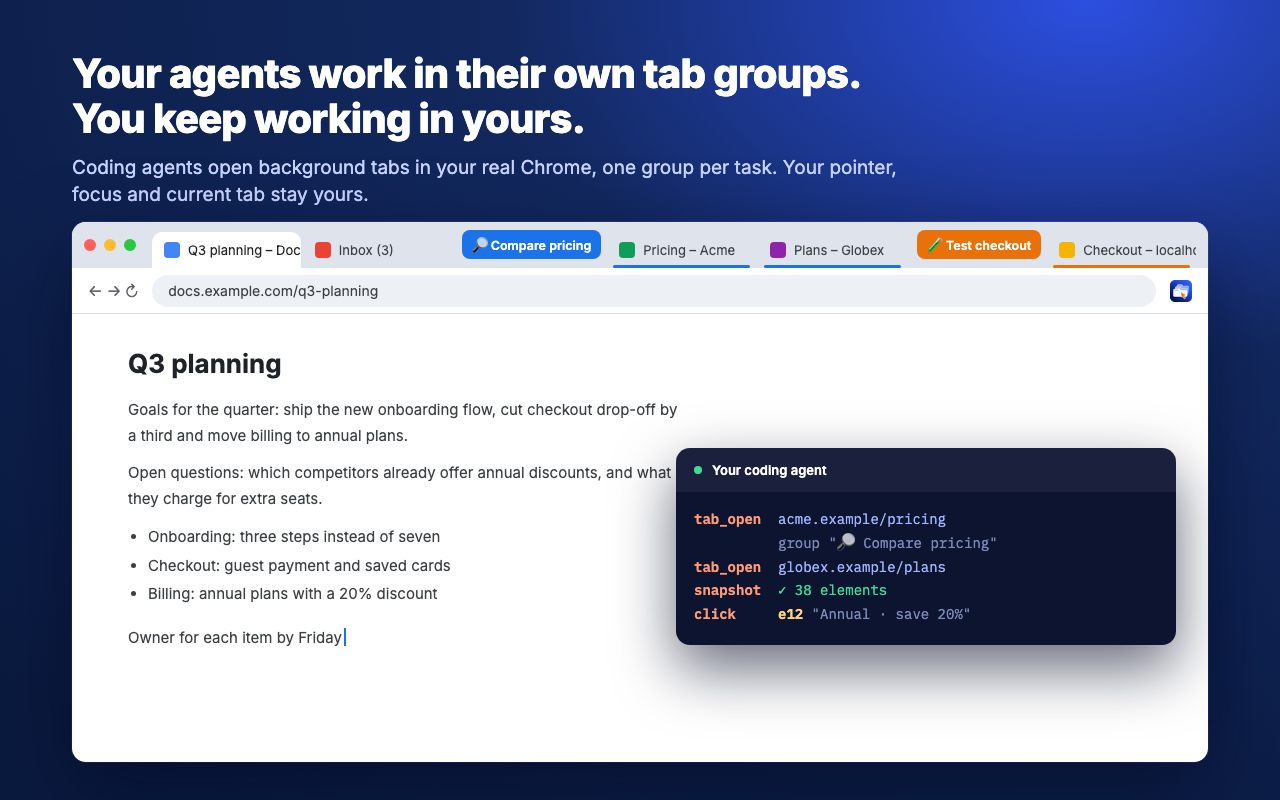 Your agents work in their own tab groups.
You keep working in yours.
Coding agents open background tabs in your real Chrome, one group per task. Your pointer,
focus and current tab stay yours.
Q3 planning – Doc
Inbox (3)
🔎 Compare pricing
Pricing – Acme
Plans – Globex
🧪 Test checkout
Checkout – localho
docs.example.com/q3-planning
Q3 planning
Goals for the quarter: ship the new onboarding flow, cut checkout drop-off by
a third and move billing to annual plans.
Open questions: which competitors already offer annual discounts, and what
they charge for extra seats.
• Onboarding: three steps instead of seven
• Checkout: guest payment and saved cards
• Billing: annual plans with a 20% discount
Owner for each item by Friday
Your coding agent
tab_open acme.example/pricing
group "🔎 Compare pricing"
tab_open globex.example/plans
snapshot ✓ 38 elements
click e12 "Annual · save 20%"